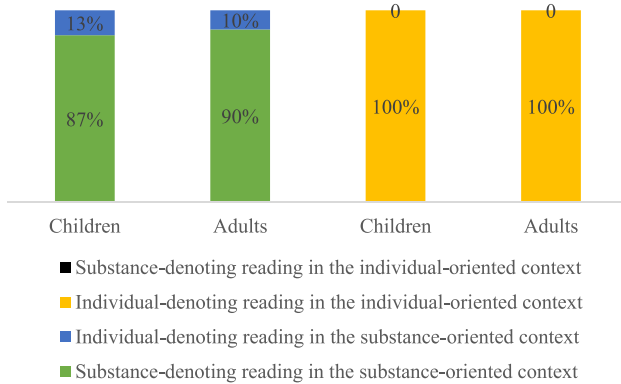 13% 10% 0 0
87% 90% 100% 100%
Children Adults Children Adults
Substance-denoting reading in the individual-oriented context
Individual-denoting reading in the individual-oriented context
Individual-denoting reading in the substance-oriented context
Substance-denoting reading in the substance-oriented context